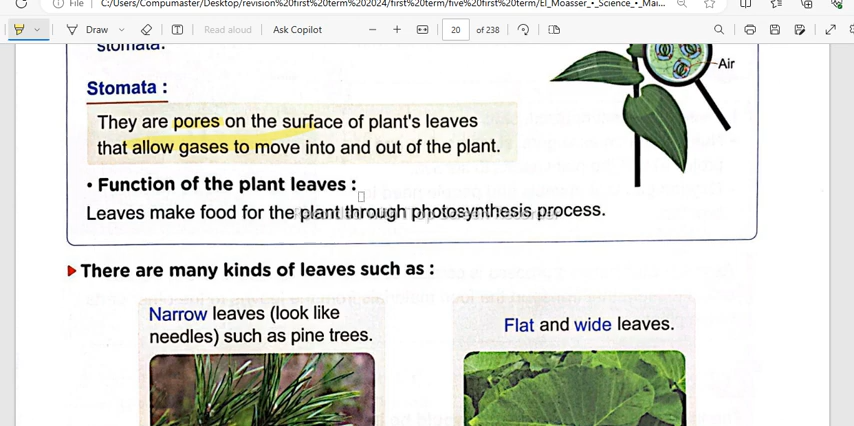 File
C:/Users/Compumaster/Desktop/revision%20first%20term%202024/first%20term/five%20first%20term/El_Moasser_•_Science_•_Mai...
Draw
Read aloud
Ask Copilot
20 of 238
stomata.
Air
Stomata :
They are pores on the surface of plant's leaves
that allow gases to move into and out of the plant.
• Function of the plant leaves :
Leaves make food for the plant through photosynthesis process.
There are many kinds of leaves such as :
Narrow leaves (look like
needles) such as pine trees.
Flat and wide leaves.